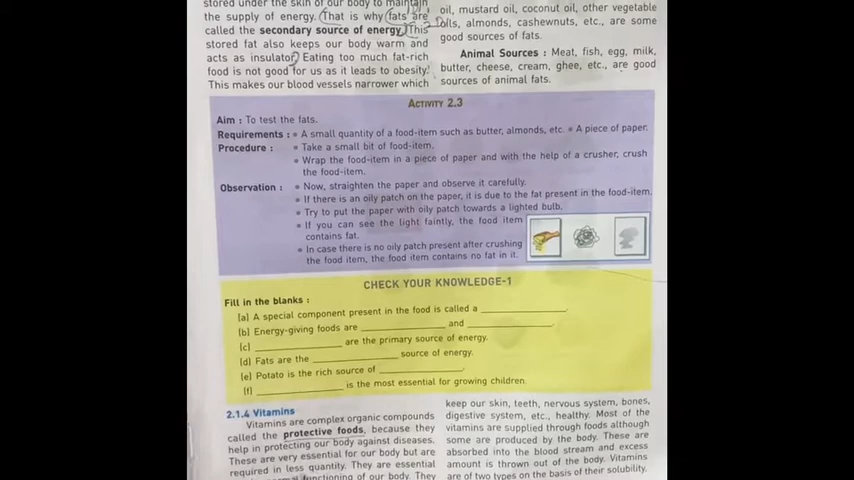 stored under the skin of our body to maintain
the supply of energy. (That is why fats are
called the secondary source of energy.) This
stored fat also keeps our body warm and
acts as insulator. Eating too much fat-rich
food is not good for us as it leads to obesity.
This makes our blood vessels narrower which
oil, mustard oil, coconut oil, other vegetable
oils, almonds, cashewnuts, etc., are some
good sources of fats.
Animal Sources : Meat, fish, egg, milk,
butter, cheese, cream, ghee, etc., are good
sources of animal fats.
ACTIVITY 2.3
Aim : To test the fats.
Requirements : • A small quantity of a food-item such as butter, almonds, etc. • A piece of paper.
Procedure : • Take a small bit of food-item.
• Wrap the food-item in a piece of paper and with the help of a crusher, crush
the food-item.
Observation : • Now, straighten the paper and observe it carefully.
• If there is an oily patch on the paper, it is due to the fat present in the food-item.
• Try to put the paper with oily patch towards a lighted bulb.
• If you can see the light faintly, the food item
contains fat.
• In case there is no oily patch present after crushing
the food item, the food item contains no fat in it.
CHECK YOUR KNOWLEDGE-1
Fill in the blanks :
(a) A special component present in the food is called a ____________.
(b) Energy-giving foods are ____________ and ____________.
(c) ____________ are the primary source of energy.
(d) Fats are the ____________ source of energy.
(e) Potato is the rich source of ____________.
(f) ____________ is the most essential for growing children.
2.1.4 Vitamins
Vitamins are complex organic compounds
called the protective foods, because they
help in protecting our body against diseases.
These are very essential for our body but are
required in less quantity. They are essential
functioning of our body. They
keep our skin, teeth, nervous system, bones,
digestive system, etc., healthy. Most of the
vitamins are supplied through foods although
some are produced by the body. These are
absorbed into the blood stream and excess
amount is thrown out of the body. Vitamins
are of two types on the basis of their solubility.